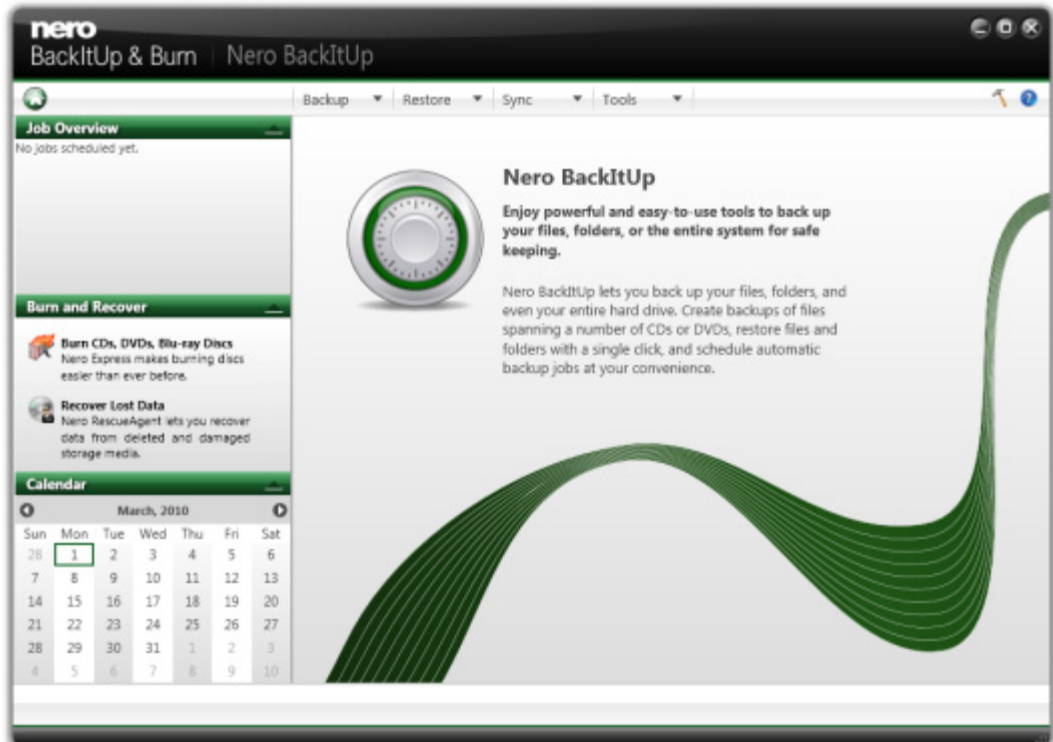 nero
BackItUp & Burn Nero BackItUp
Backup Restore Sync Tools
Job Overview
No jobs scheduled yet.
Burn and Recover
Burn CDs, DVDs, Blu-ray Discs
Nero Express makes burning discs
easier than ever before.
Recover Lost Data
Nero RescueAgent lets you recover
data from deleted and damaged
storage media.
Calendar
March, 2010
Sun Mon Tue Wed Thu Fri Sat
28 1 2 3 4 5 6
7 8 9 10 11 12 13
14 15 16 17 18 19 20
21 22 23 24 25 26 27
28 29 30 31 1 2 3
4 5 6 7 8 9 10
Nero BackItUp
Enjoy powerful and easy-to-use tools to back up
your files, folders, or the entire system for safe
keeping.
Nero BackItUp lets you back up your files, folders, and
even your entire hard drive. Create backups of files
spanning a number of CDs or DVDs, restore files and
folders with a single click, and schedule automatic
backup jobs at your convenience.